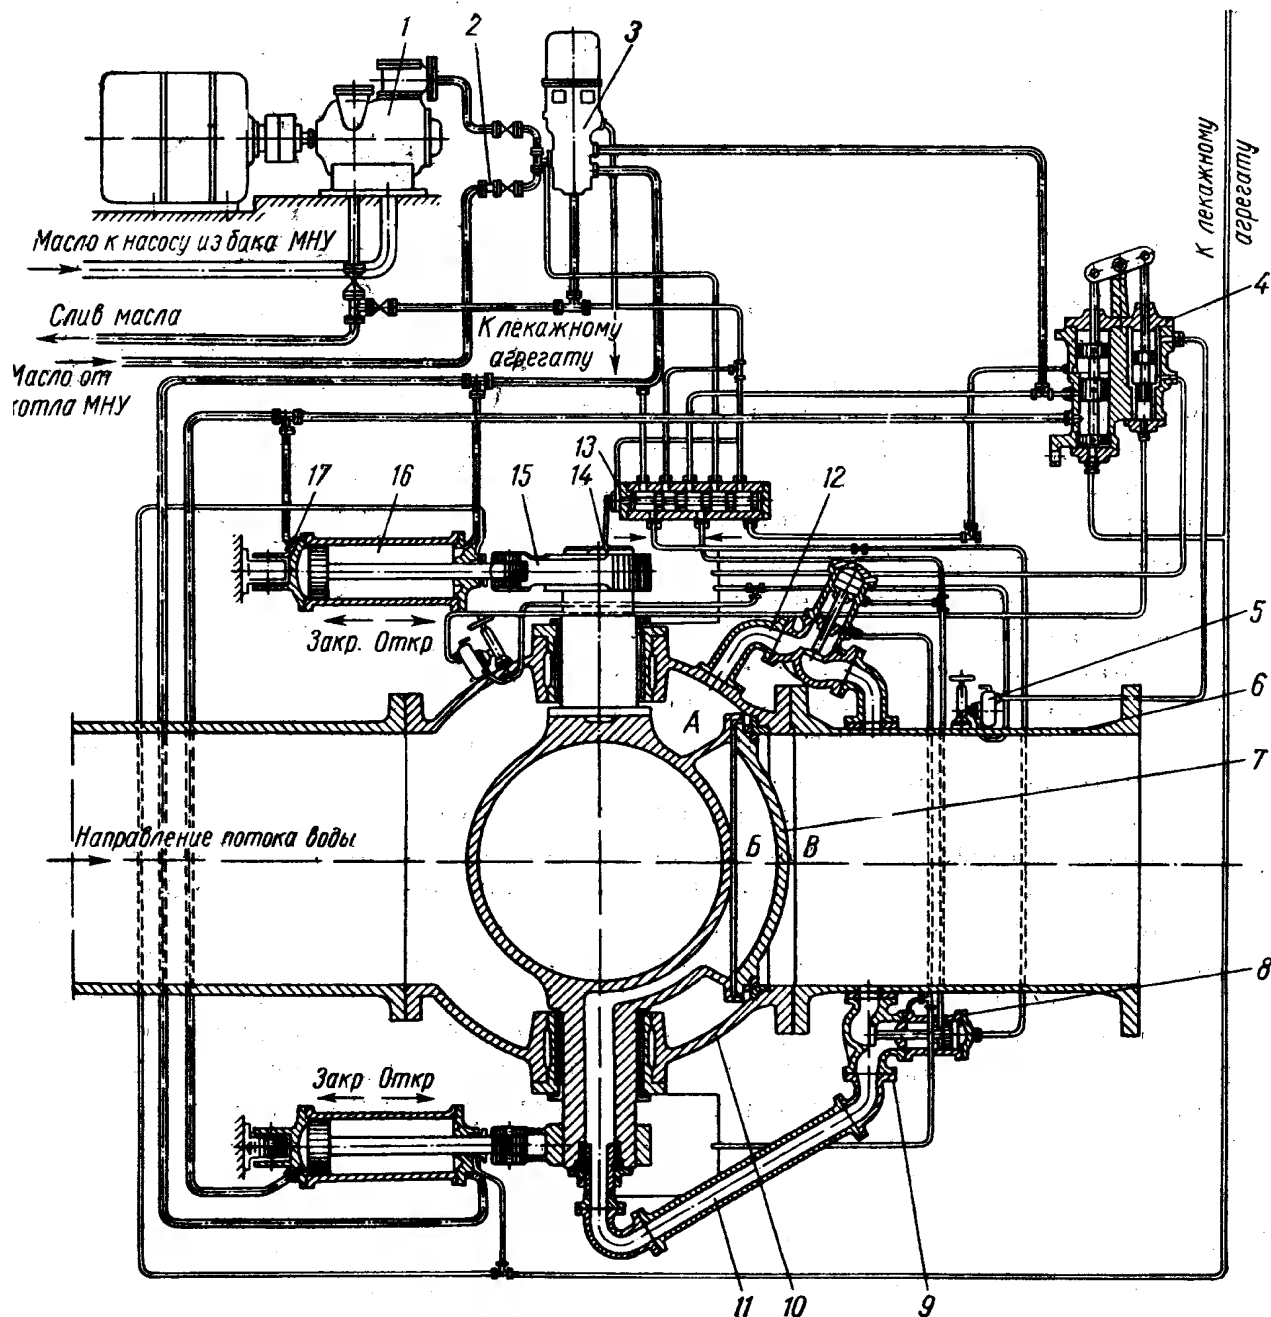 1
2
3
К лекажному
агрегату
Масло к насосу из бака МНУ
4
Слив масла
К лекажному
агрегату
Масло от
котла МНУ
13
14
12
17
16
15
Закр. Откр
5
6
А
7
Направление потока воды
Б
В
8
Закр Откр
11
10
9